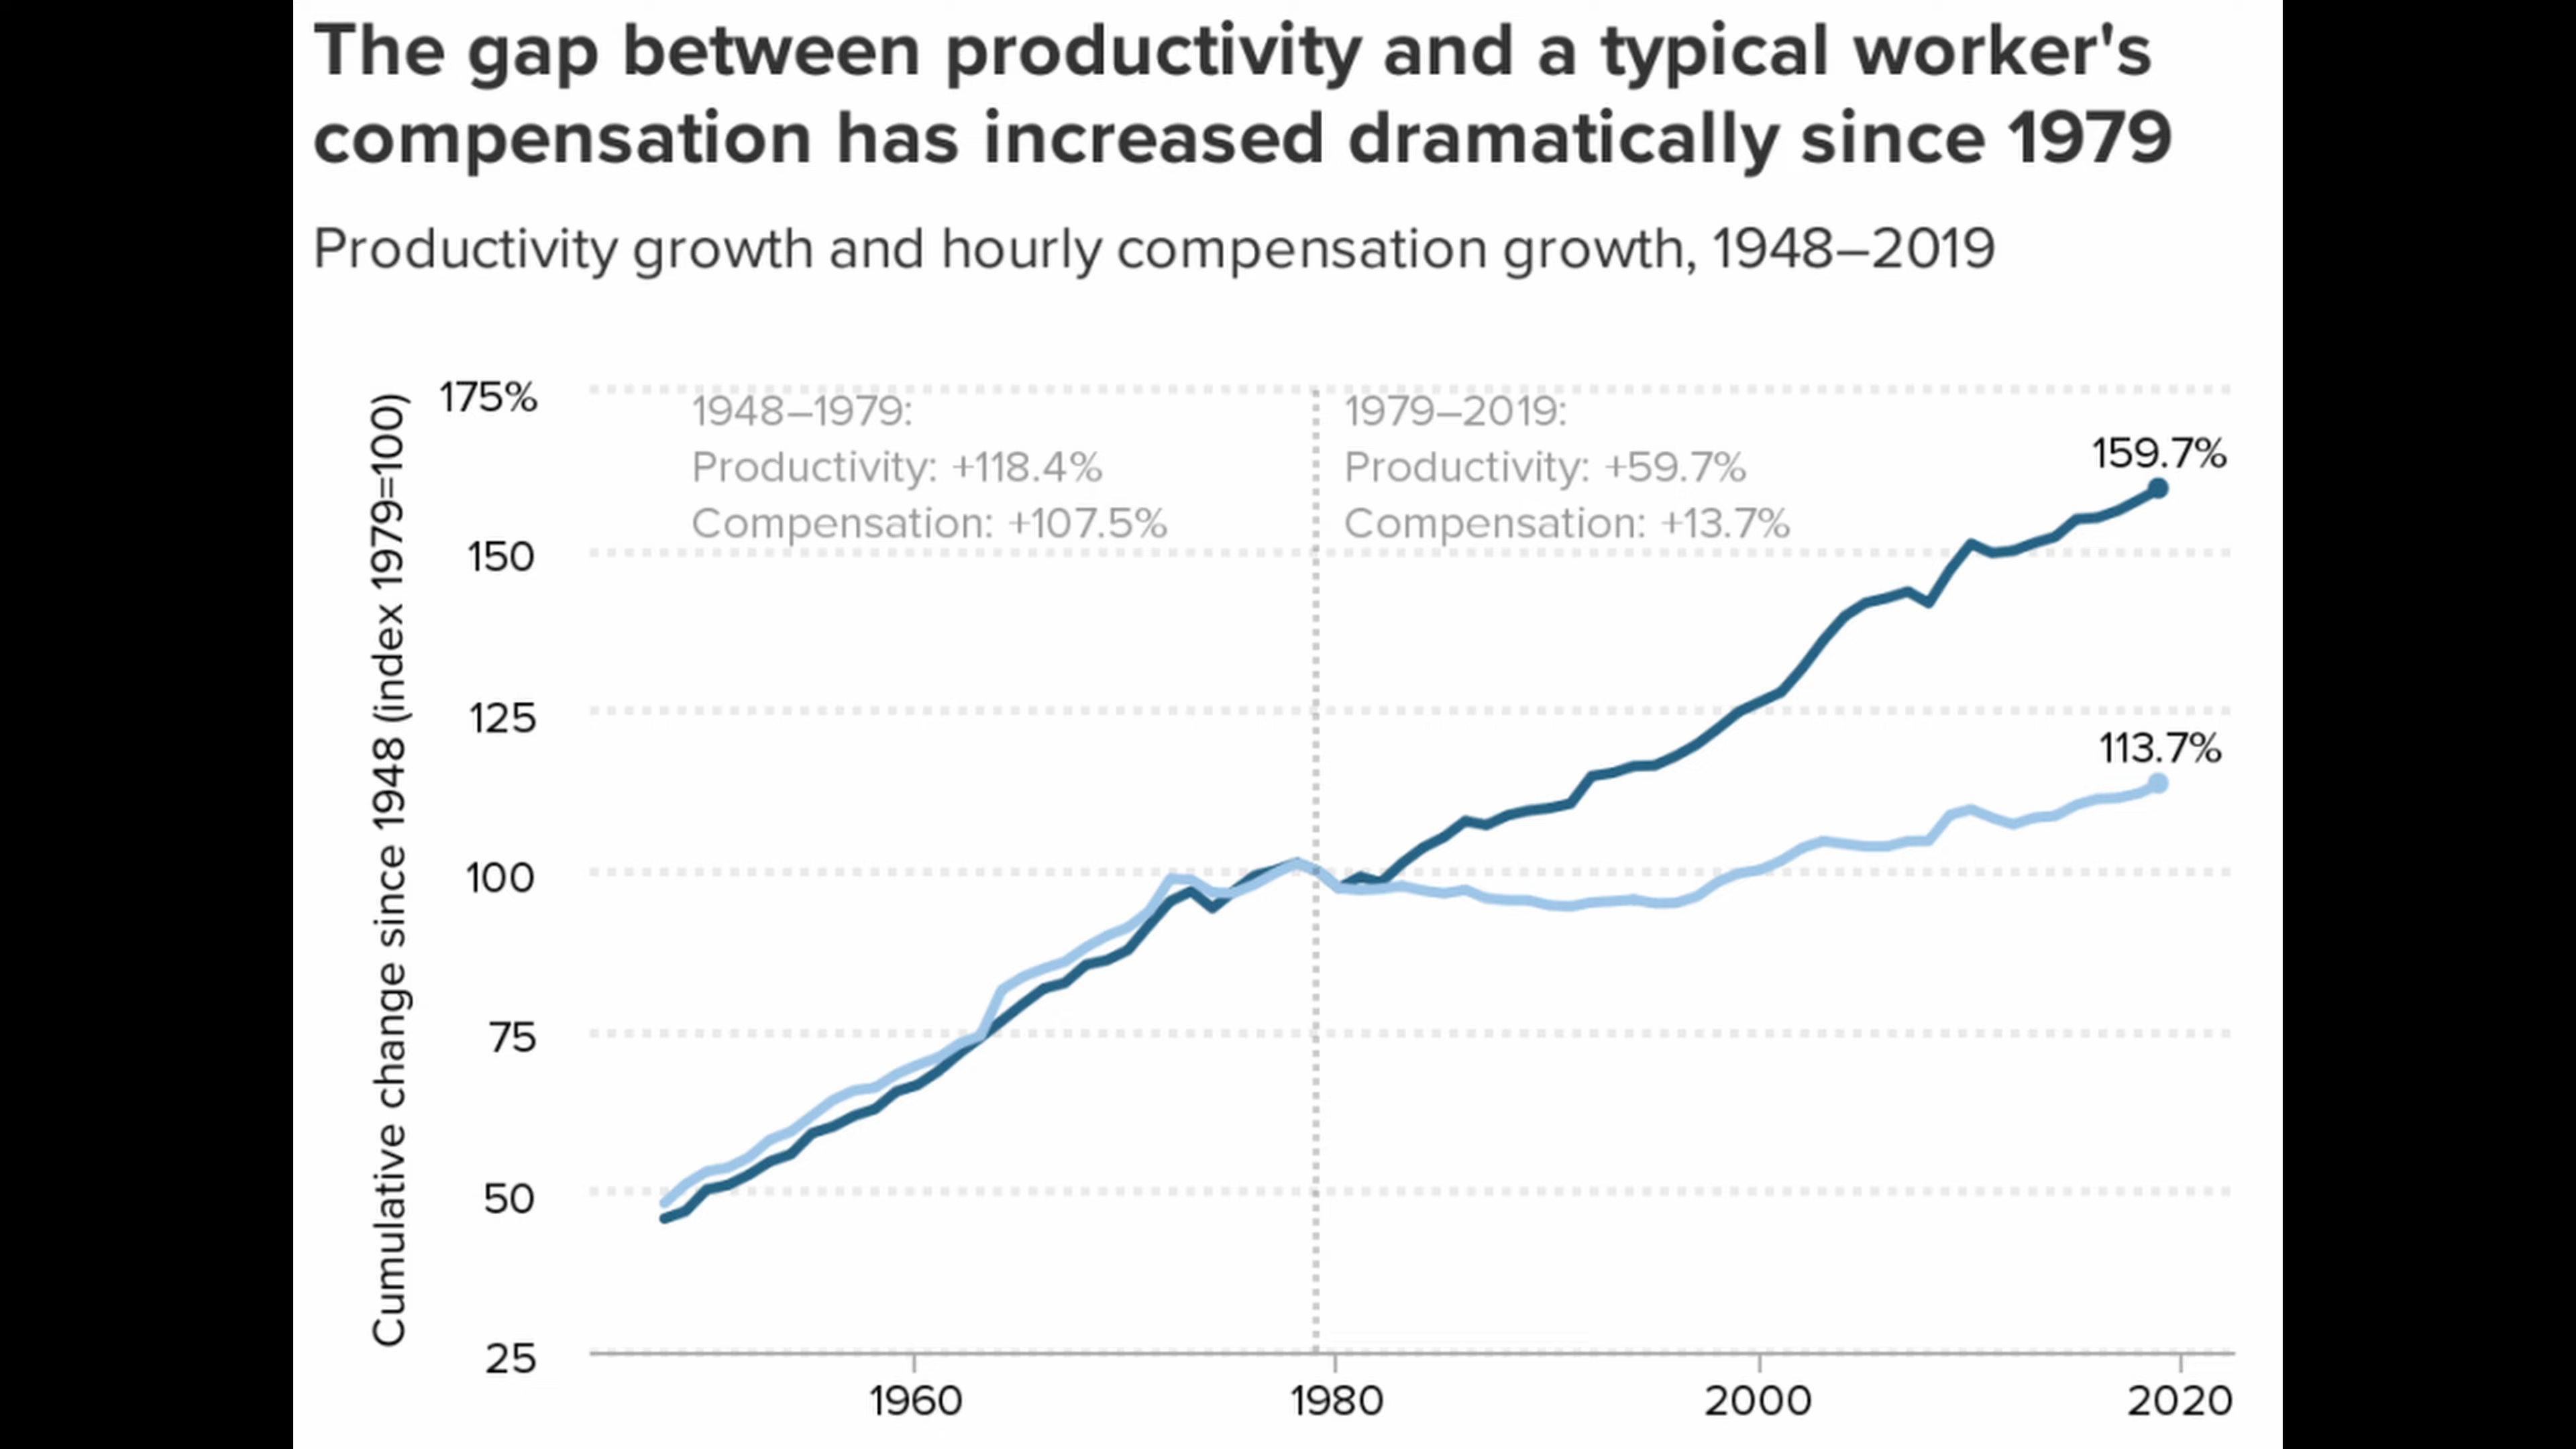 The gap between productivity and a typical worker's
compensation has increased dramatically since 1979
Productivity growth and hourly compensation growth, 1948–2019
Cumulative change since 1948 (index 1979=100)
175%
150
125
100
75
50
25
1948–1979:
Productivity: +118.4%
Compensation: +107.5%
1979–2019:
Productivity: +59.7%
Compensation: +13.7%
159.7%
113.7%
1960
1980
2000
2020